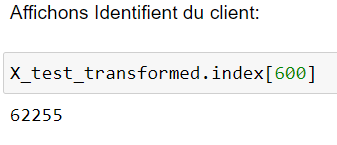 Affichons Identifient du client:
X_test_transformed.index[600]
62255